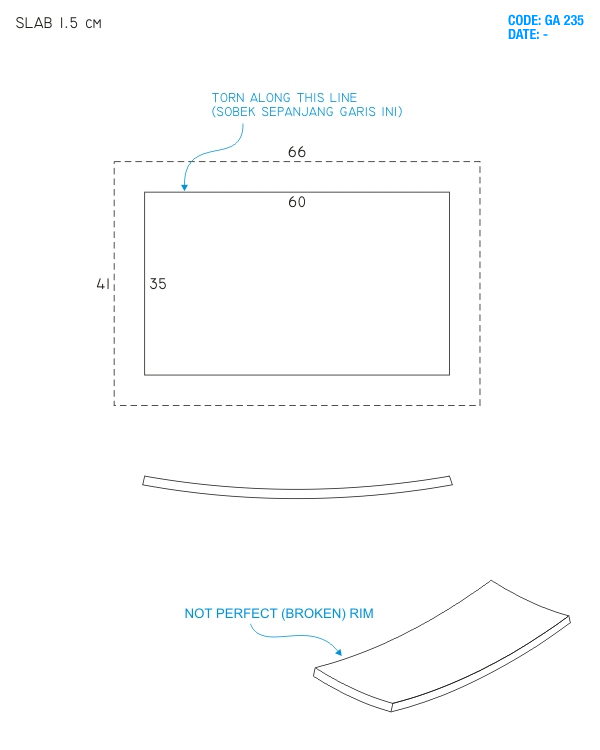 SLAB 1.5 CM
CODE: GA 235
DATE: -
TORN ALONG THIS LINE
(SOBEK SEPANJANG GARIS INI)
66
60
41
35
NOT PERFECT (BROKEN) RIM